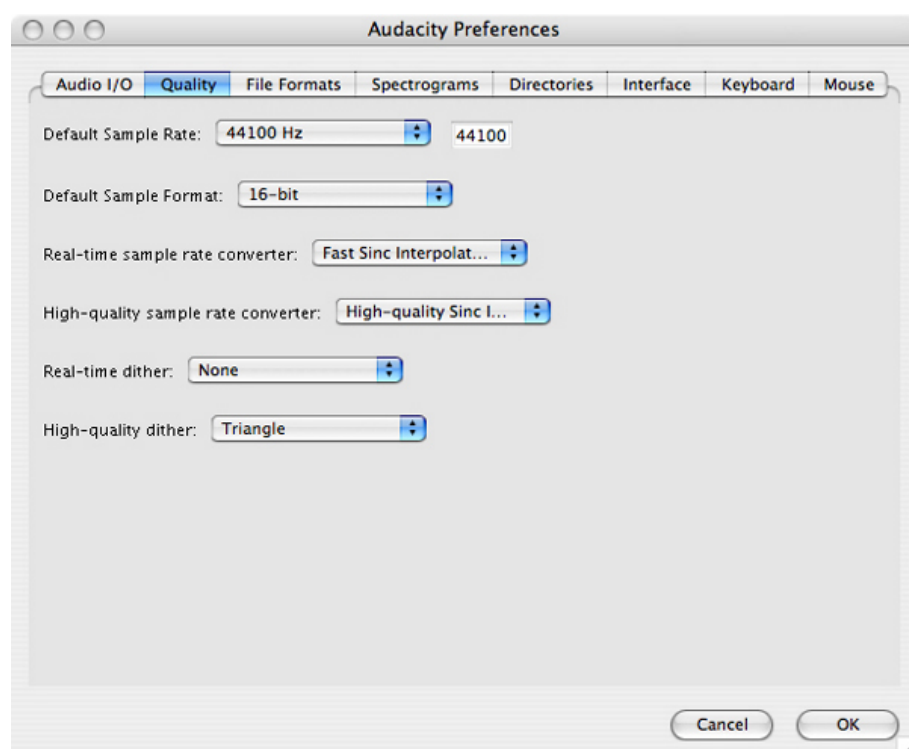 Audacity Preferences
Audio I/O Quality File Formats Spectrograms Directories Interface Keyboard Mouse
Default Sample Rate: 44100 Hz 44100
Default Sample Format: 16-bit
Real-time sample rate converter: Fast Sinc Interpolat...
High-quality sample rate converter: High-quality Sinc I...
Real-time dither: None
High-quality dither: Triangle
Cancel OK